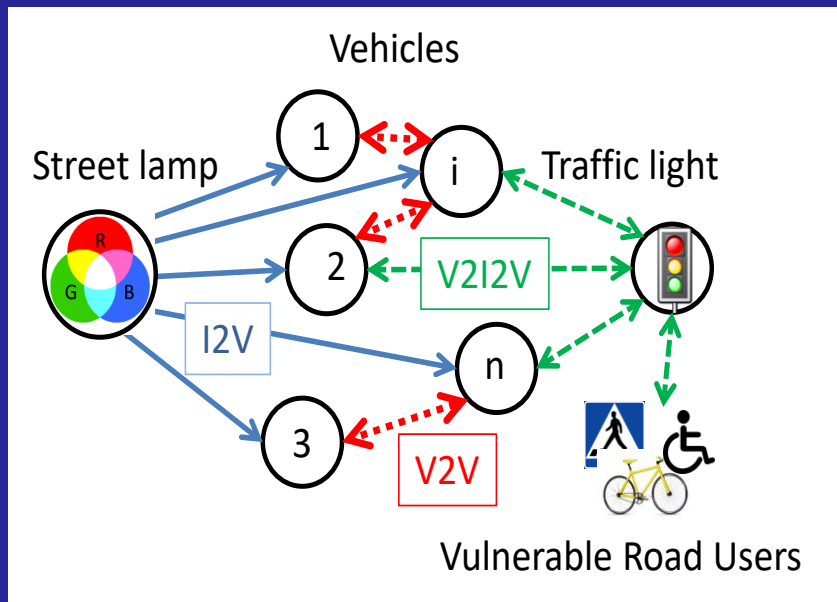 Vehicles
1
Street lamp
i
Traffic light
R
G
B
2
V2I2V
I2V
n
3
V2V
Vulnerable Road Users